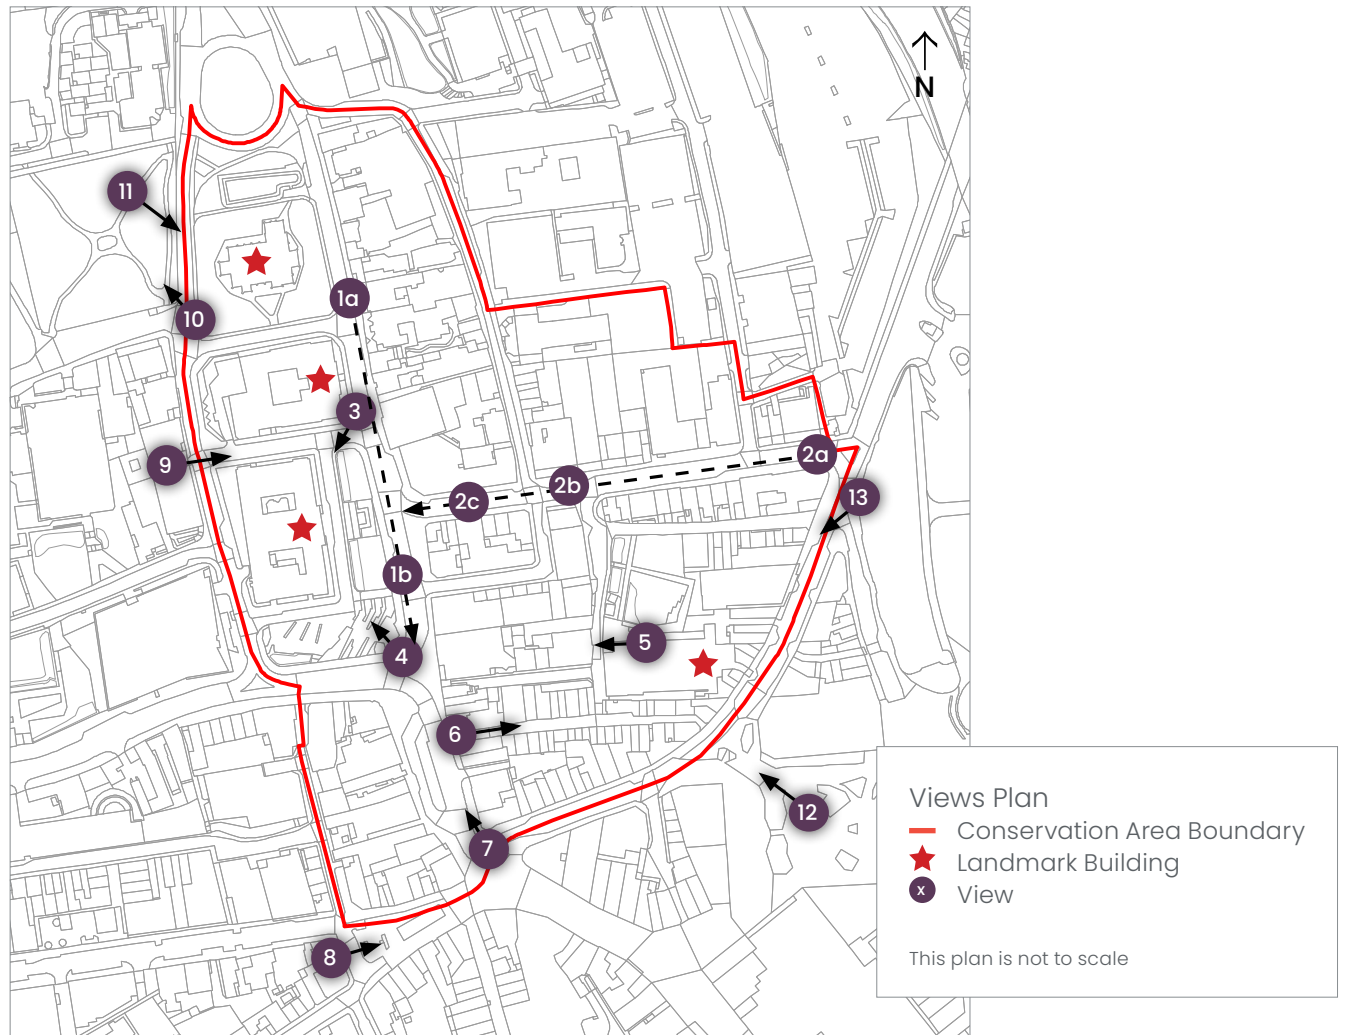 N
11
1a
10
3
9
2a
2b
2c
13
1b
5
4
6
12
7
8
Views Plan
Conservation Area Boundary
Landmark Building
x View
This plan is not to scale